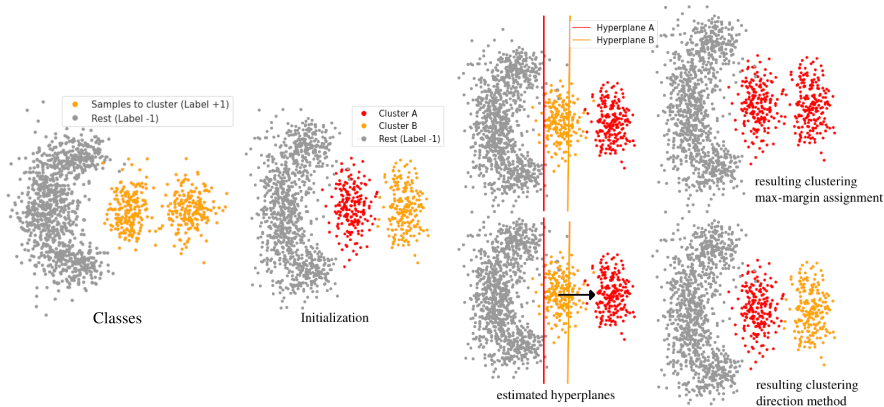 Samples to cluster (Label +1)
Rest (Label -1)
Classes
Cluster A
Cluster B
Rest (Label -1)
Initialization
Hyperplane A
Hyperplane B
estimated hyperplanes
resulting clustering
max-margin assignment
resulting clustering
direction method